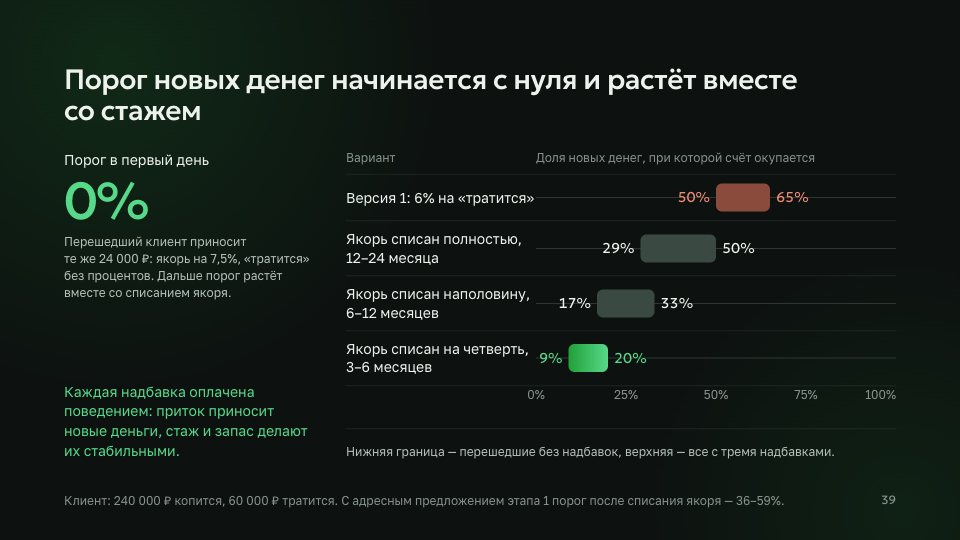 Порог новых денег начинается с нуля и растёт вместе
со стажем
Порог в первый день
0%
Перешедший клиент приносит
те же 24 000 ₽: якорь на 7,5%, «тратится»
без процентов. Дальше порог растёт
вместе со списанием якоря.
Каждая надбавка оплачена
поведением: приток приносит
новые деньги, стаж и запас делают
их стабильными.
Вариант
Доля новых денег, при которой счёт окупается
Версия 1: 6% на «тратится»
50% 65%
Якорь списан полностью,
12–24 месяца
29% 50%
Якорь списан наполовину,
6–12 месяцев
17% 33%
Якорь списан на четверть,
3–6 месяцев
9% 20%
0% 25% 50% 75% 100%
Нижняя граница — перешедшие без надбавок, верхняя — все с тремя надбавками.
Клиент: 240 000 ₽ копится, 60 000 ₽ тратится. С адресным предложением этапа 1 порог после списания якоря — 36–59%.
39